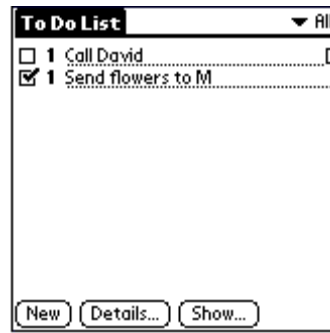 To Do List All
1 Call David
1 Send flowers to M
New Details... Show...